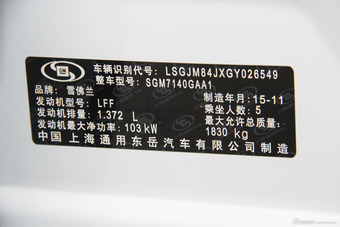 GM
车辆识别代号: LSGJM84JXGY026549
整车型号: SGM7140GAA1
品牌: 雪佛兰 制造年月: 15-11
发动机型号: LFF 乘坐人数: 5
发动机排量: 1.372 L 最大允许总质量:
发动机最大净功率: 103 kW 1830 kg
中国上海通用东岳汽车有限公司制造